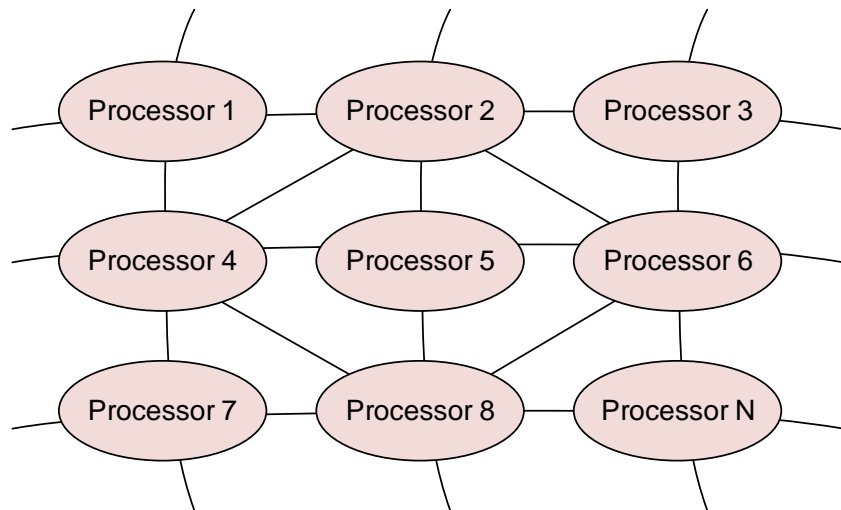 Processor 1
Processor 2
Processor 3
Processor 4
Processor 5
Processor 6
Processor 7
Processor 8
Processor N